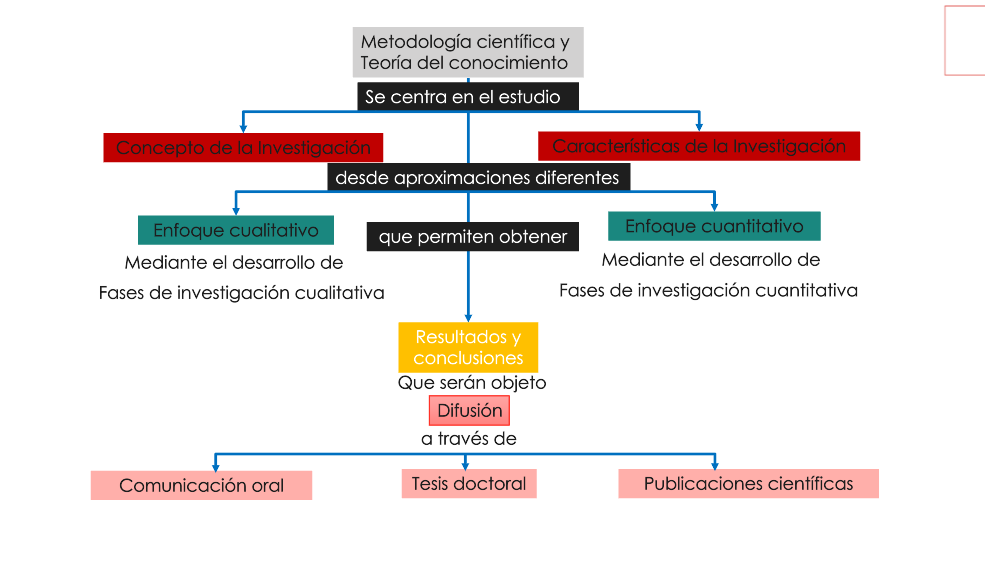 Metodología científica y
Teoría del conocimiento
Se centra en el estudio
Concepto de la Investigación
Características de la Investigación
desde aproximaciones diferentes
Enfoque cualitativo
que permiten obtener
Enfoque cuantitativo
Mediante el desarrollo de
Fases de investigación cualitativa
Mediante el desarrollo de
Fases de investigación cuantitativa
Resultados y
conclusiones
Que serán objeto
Difusión
a través de
Comunicación oral
Tesis doctoral
Publicaciones científicas